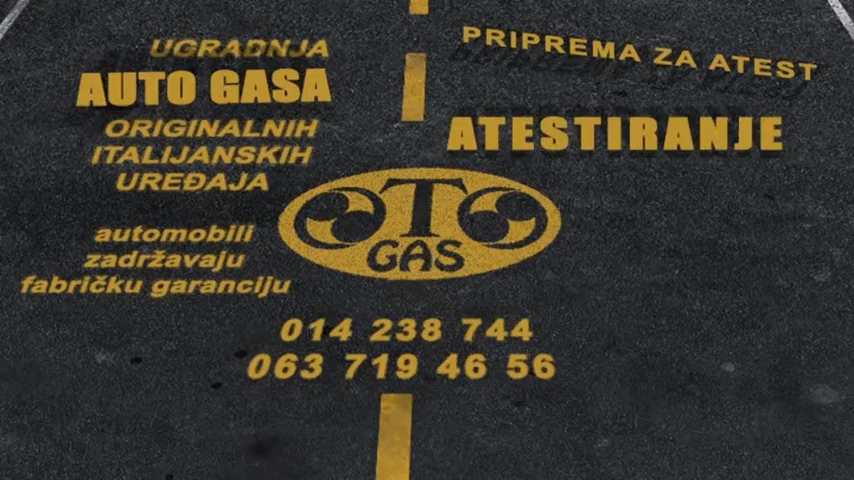 UGRADNJA
AUTO GASA
ORIGINALNIH
ITALIJANSKIH
UREĐAJA
automobili
zadržavaju
fabričku garanciju
PRIPREMA ZA ATEST
ATESTIRANJE
OTO
GAS
014 238 744
063 719 46 56